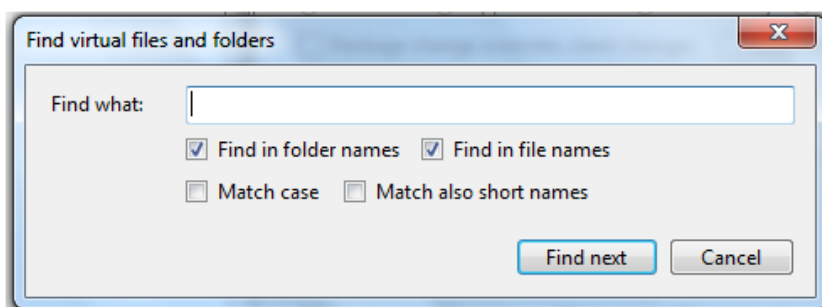 Find virtual files and folders
Find what:
Find in folder names Find in file names
Match case Match also short names
Find next Cancel